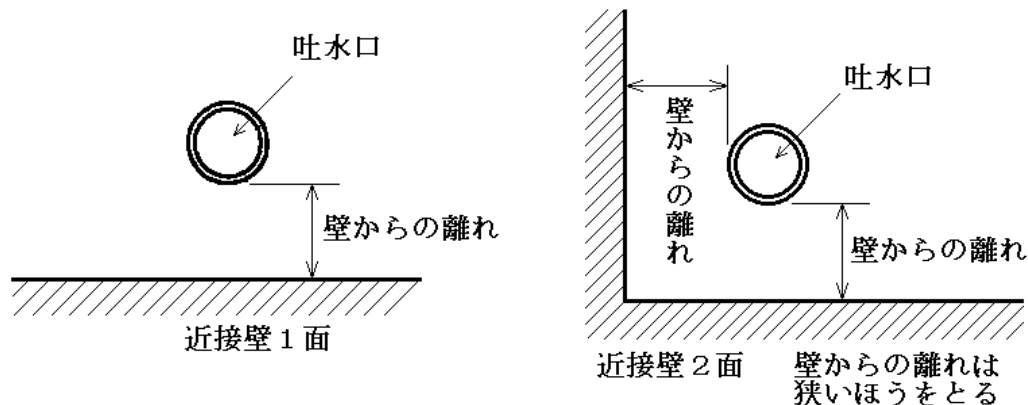 吐水口
壁からの離れ
近接壁１面
吐水口
壁からの離れ
壁からの離れ
近接壁２面
壁からの離れは
狭いほうをとる